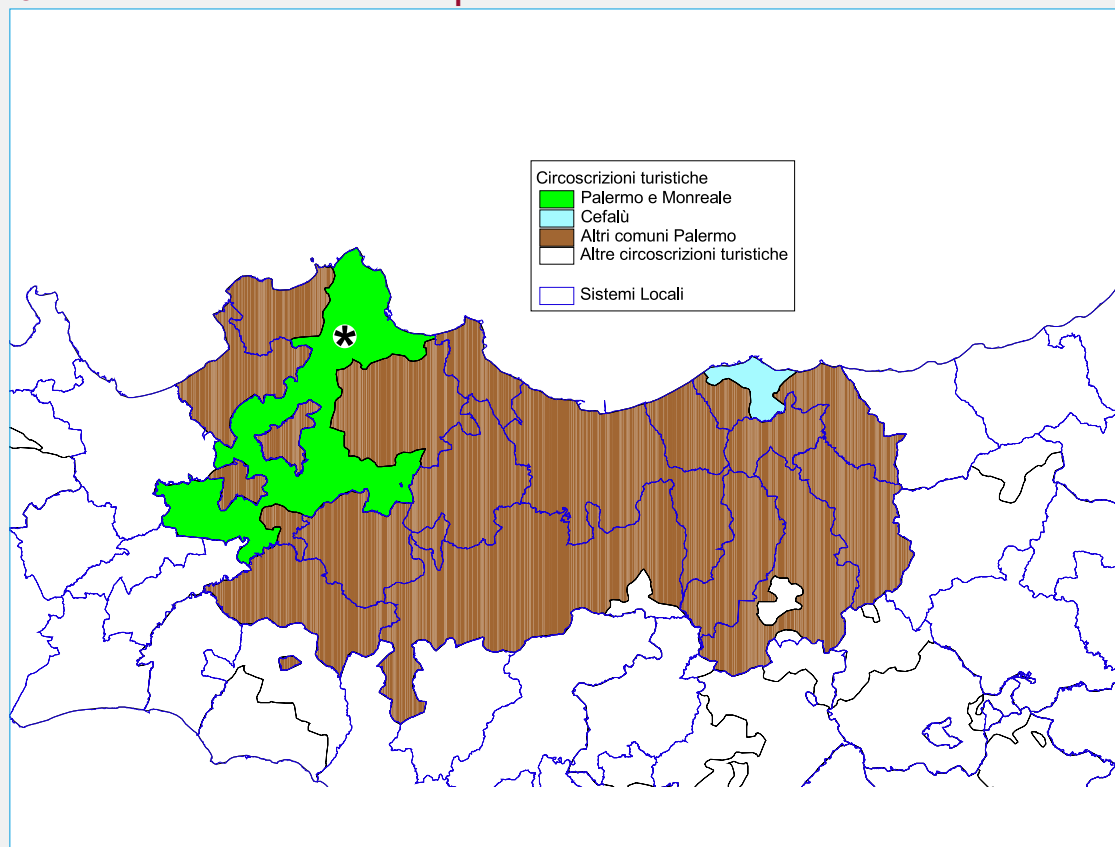 Circoscrizioni turistiche
Palermo e Monreale
Cefalù
Altri comuni Palermo
Altre circoscrizioni turistiche
Sistemi Locali